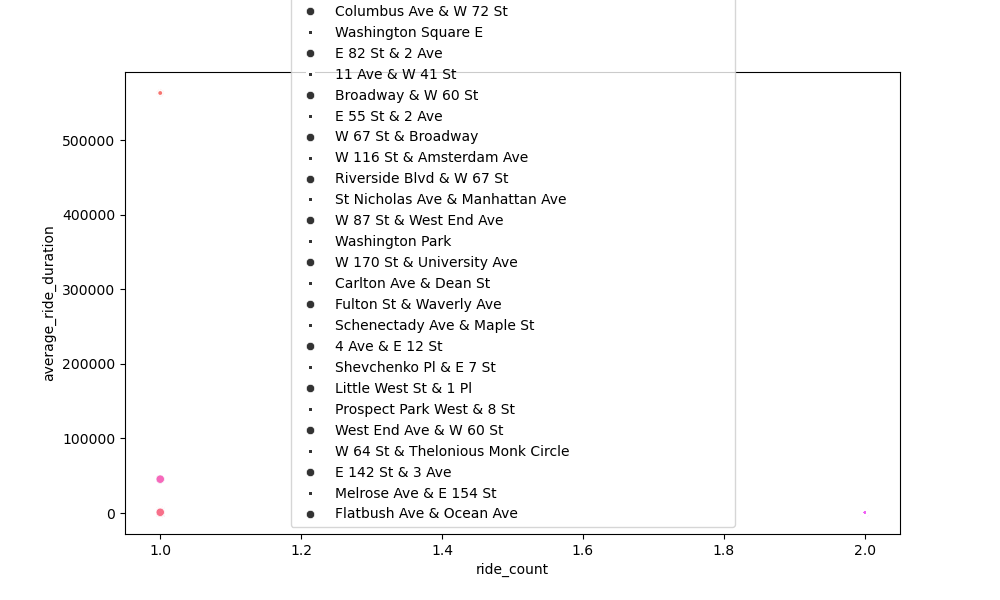 Columbus Ave & W 72 St
Washington Square E
E 82 St & 2 Ave
11 Ave & W 41 St
Broadway & W 60 St
E 55 St & 2 Ave
W 67 St & Broadway
W 116 St & Amsterdam Ave
Riverside Blvd & W 67 St
St Nicholas Ave & Manhattan Ave
W 87 St & West End Ave
Washington Park
W 170 St & University Ave
Carlton Ave & Dean St
Fulton St & Waverly Ave
Schenectady Ave & Maple St
4 Ave & E 12 St
Shevchenko Pl & E 7 St
Little West St & 1 Pl
Prospect Park West & 8 St
West End Ave & W 60 St
W 64 St & Thelonious Monk Circle
E 142 St & 3 Ave
Melrose Ave & E 154 St
Flatbush Ave & Ocean Ave
average_ride_duration
500000
400000
300000
200000
100000
0
1.0 1.2 1.4 1.6 1.8 2.0
ride_count